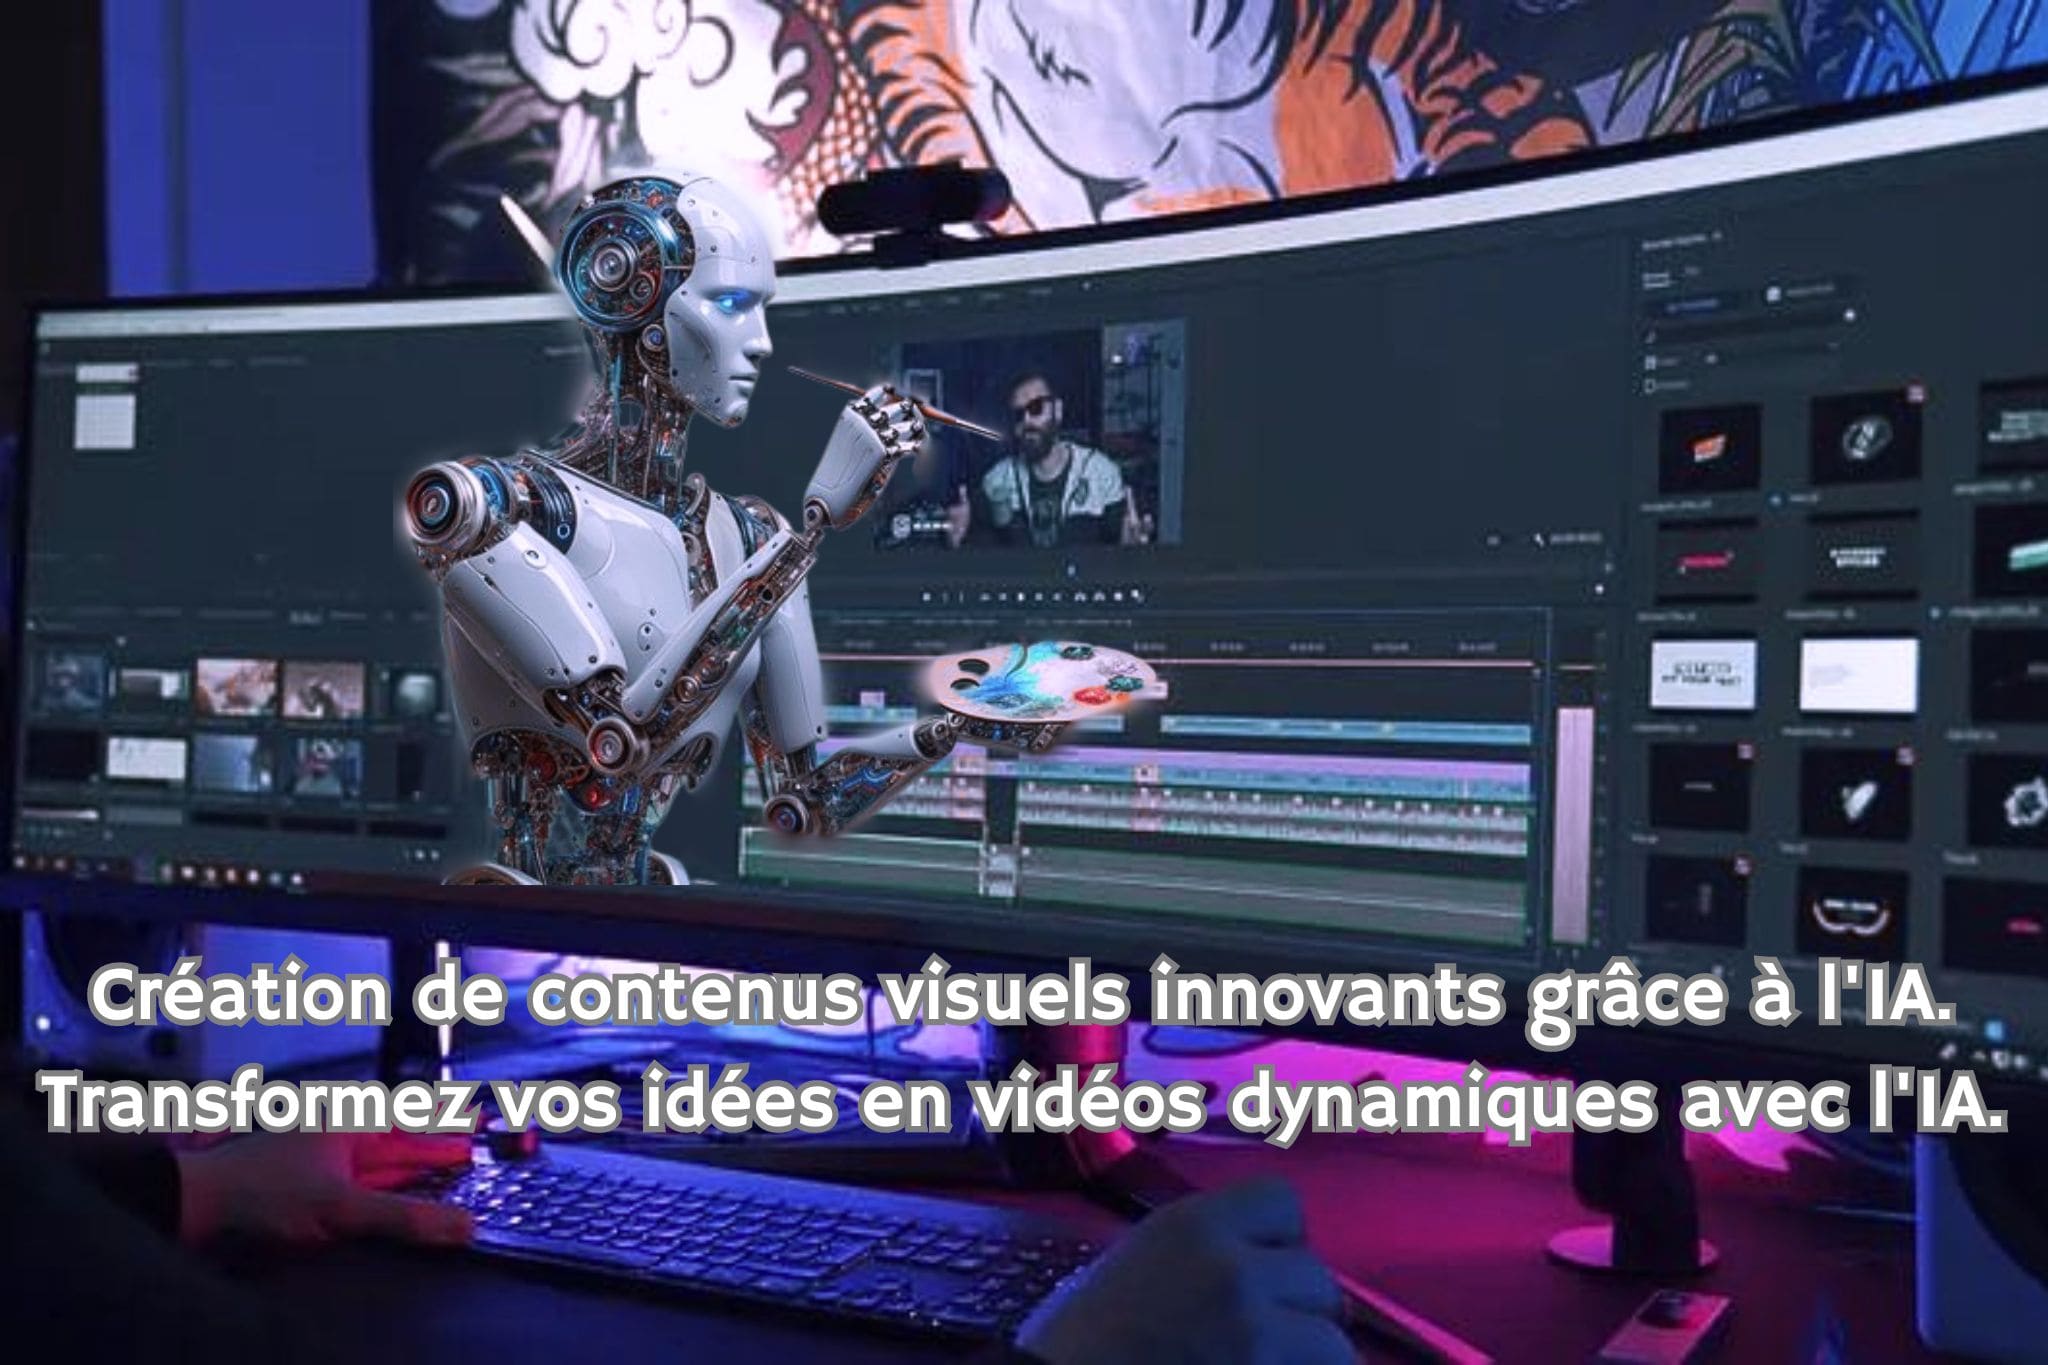 Création de contenus visuels innovants grâce à l'IA.
Transformez vos idées en vidéos dynamiques avec l'IA.